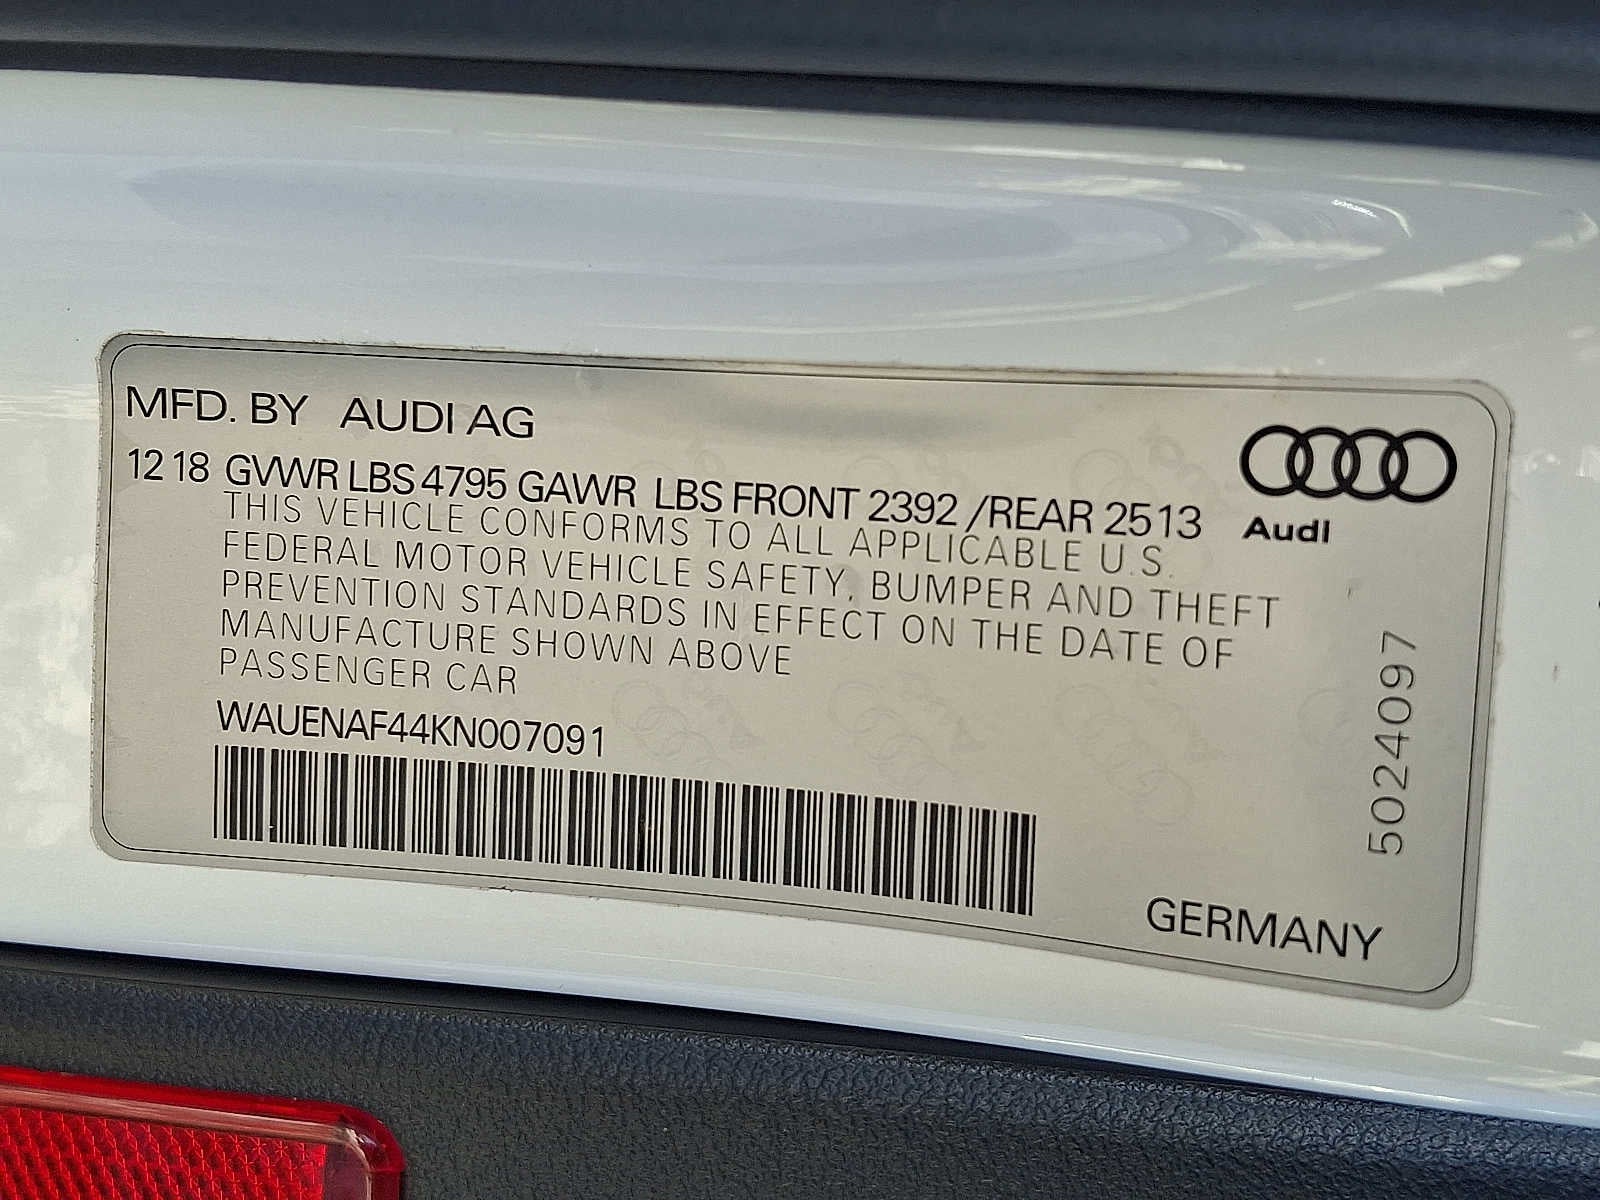 MFD. BY AUDI AG
12 18 GVWR LBS 4795 GAWR LBS FRONT 2392 /REAR 2513
THIS VEHICLE CONFORMS TO ALL APPLICABLE U.S.
FEDERAL MOTOR VEHICLE SAFETY, BUMPER AND THEFT
PREVENTION STANDARDS IN EFFECT ON THE DATE OF
MANUFACTURE SHOWN ABOVE
PASSENGER CAR
WAUENAF44KN007091
Audi
5024097
GERMANY